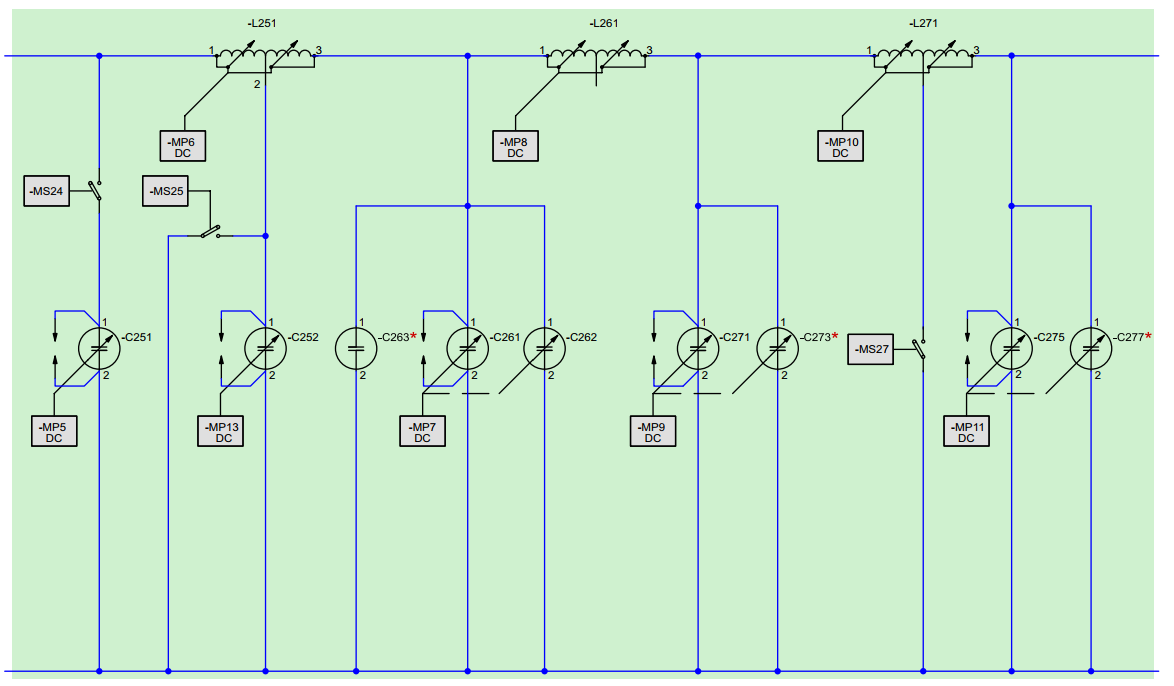 -L251
-L261
-L271
1
3
1
3
1
3
2
-MP6
DC
-MP8
DC
-MP10
DC
-MS24
-MS25
1
-C251
1
-C252
1
-C263*
1
-C261
1
-C262
1
-C271
1
-C273*
-MS27
1
-C275
1
-C277*
2
2
2
2
2
2
2
2
2
-MP5
DC
-MP13
DC
-MP7
DC
-MP9
DC
-MP11
DC